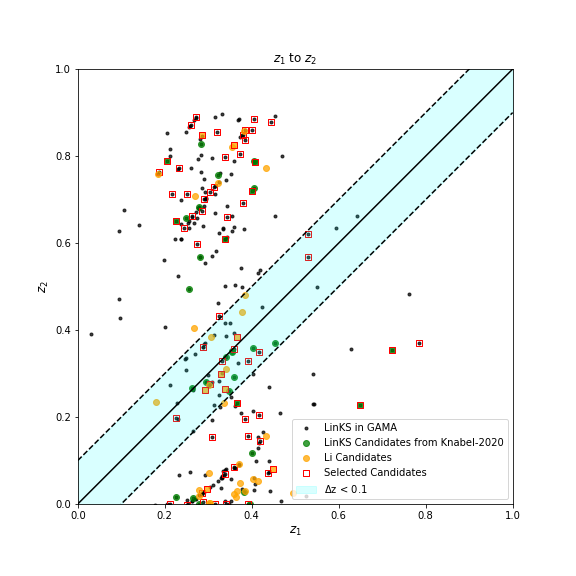 z₁ to z₂
1.0
0.8
z₂
0.6
0.4
0.2
0.0
LinKS in GAMA
LinKS Candidates from Knabel-2020
Li Candidates
Selected Candidates
Δz < 0.1
0.0 0.2 0.4 0.6 0.8 1.0
z₁